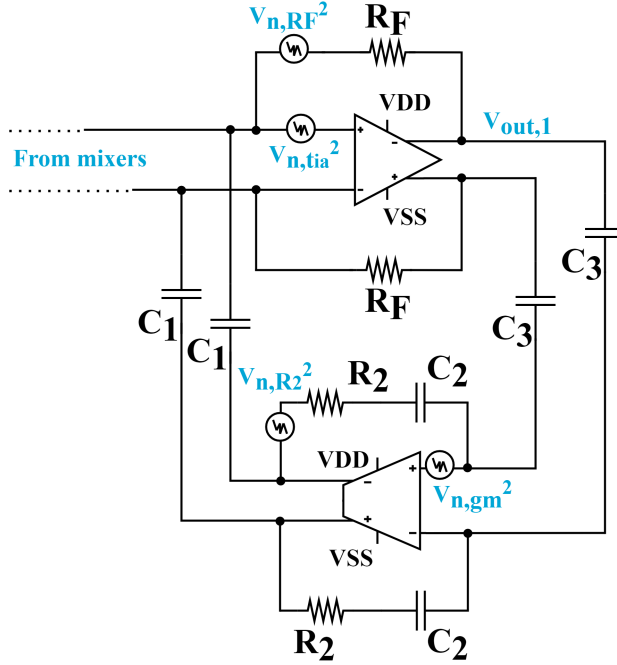 Vn,RF²
RF
VDD
Vout,1
+
-
From mixers
Vn,tia²
-
+
VSS
C3
RF
C1
C3
C1
Vn,R2²
R2
C2
VDD
-
+
Vn,gm²
+
-
VSS
R2
C2